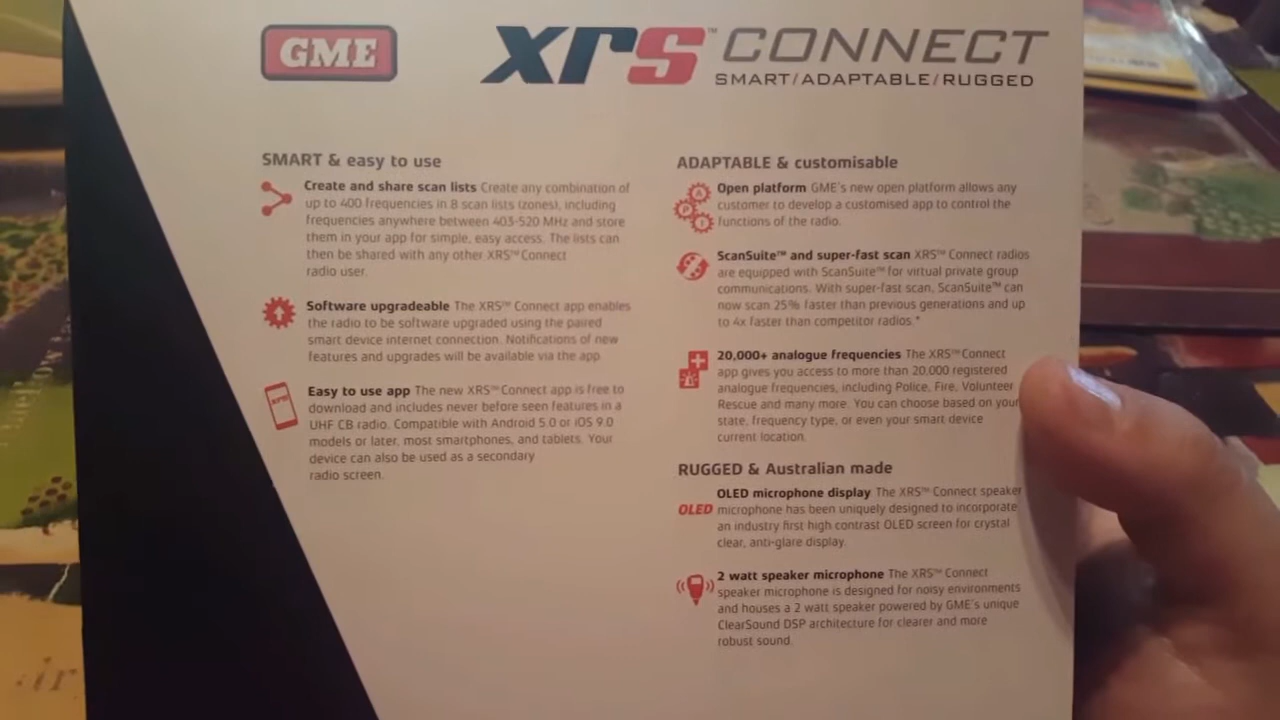 GME
XRS™ CONNECT
SMART/ADAPTABLE/RUGGED
SMART & easy to use
Create and share scan lists Create any combination of
up to 400 frequencies in 8 scan lists (zones), including
frequencies anywhere between 403-520 MHz and store
them in your app for simple, easy access. The lists can
then be shared with any other XRS™ Connect
radio user.
Software upgradeable The XRS™ Connect app enables
the radio to be software upgraded using the paired
smart device internet connection. Notifications of new
features and upgrades will be available via the app.
XRS
Easy to use app The new XRS™ Connect app is free to
download and includes never before seen features in a
UHF CB radio. Compatible with Android 5.0 or iOS 9.0
models or later, most smartphones, and tablets. Your
device can also be used as a secondary
radio screen.
ADAPTABLE & customisable
A
P
I
Open platform GME's new open platform allows any
customer to develop a customised app to control the
functions of the radio.
ScanSuite™ and super-fast scan XRS™ Connect radios
are equipped with ScanSuite™ for virtual private group
communications. With super-fast scan, ScanSuite™ can
now scan 25% faster than previous generations and up
to 4x faster than competitor radios.*
20,000+ analogue frequencies The XRS™ Connect
app gives you access to more than 20,000 registered
analogue frequencies, including Police, Fire, Volunteer
Rescue and many more. You can choose based on your
state, frequency type, or even your smart device
current location.
RUGGED & Australian made
OLED
OLED microphone display The XRS™ Connect speaker
microphone has been uniquely designed to incorporate
an industry first high contrast OLED screen for crystal
clear, anti-glare display.
2 watt speaker microphone The XRS™ Connect
speaker microphone is designed for noisy environments
and houses a 2 watt speaker powered by GME's unique
ClearSound DSP architecture for clearer and more
robust sound.